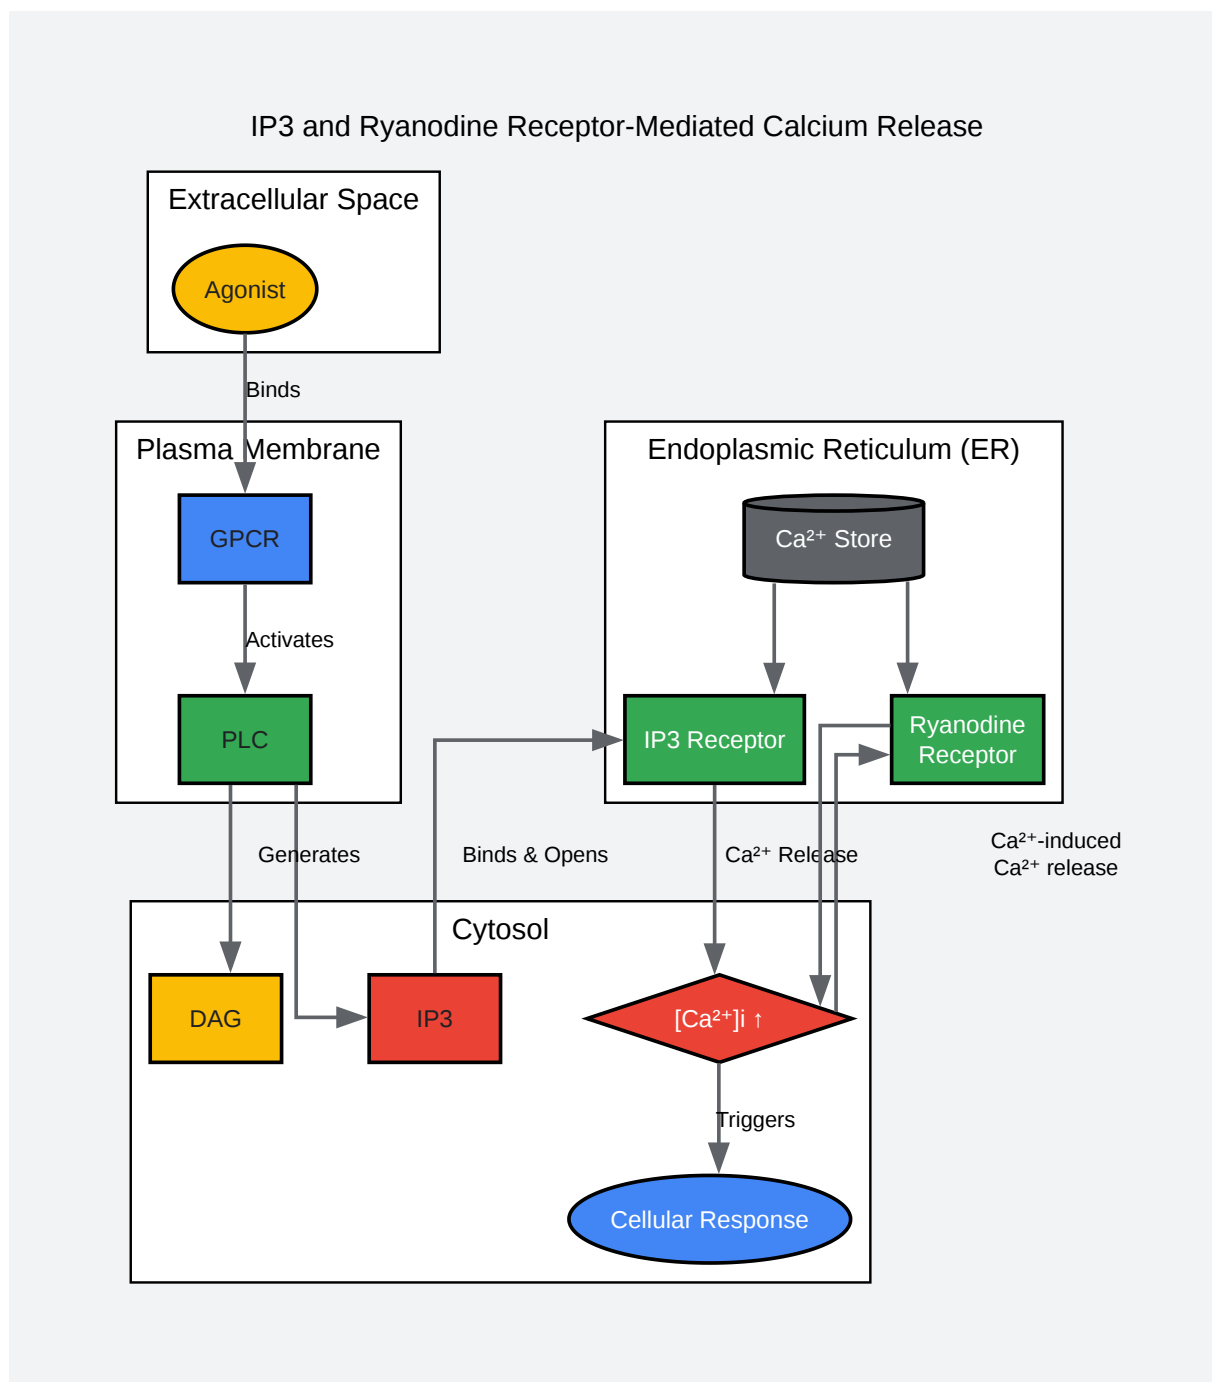 IP3 and Ryanodine Receptor-Mediated Calcium Release
Extracellular Space
Agonist
Binds
Plasma Membrane
GPCR
Activates
PLC
Endoplasmic Reticulum (ER)
Ca²⁺ Store
IP3 Receptor
Ryanodine
Receptor
Generates
Binds & Opens
Ca²⁺ Release
Ca²⁺-induced
Ca²⁺ release
Cytosol
DAG
IP3
[Ca²⁺]i ↑
Triggers
Cellular Response